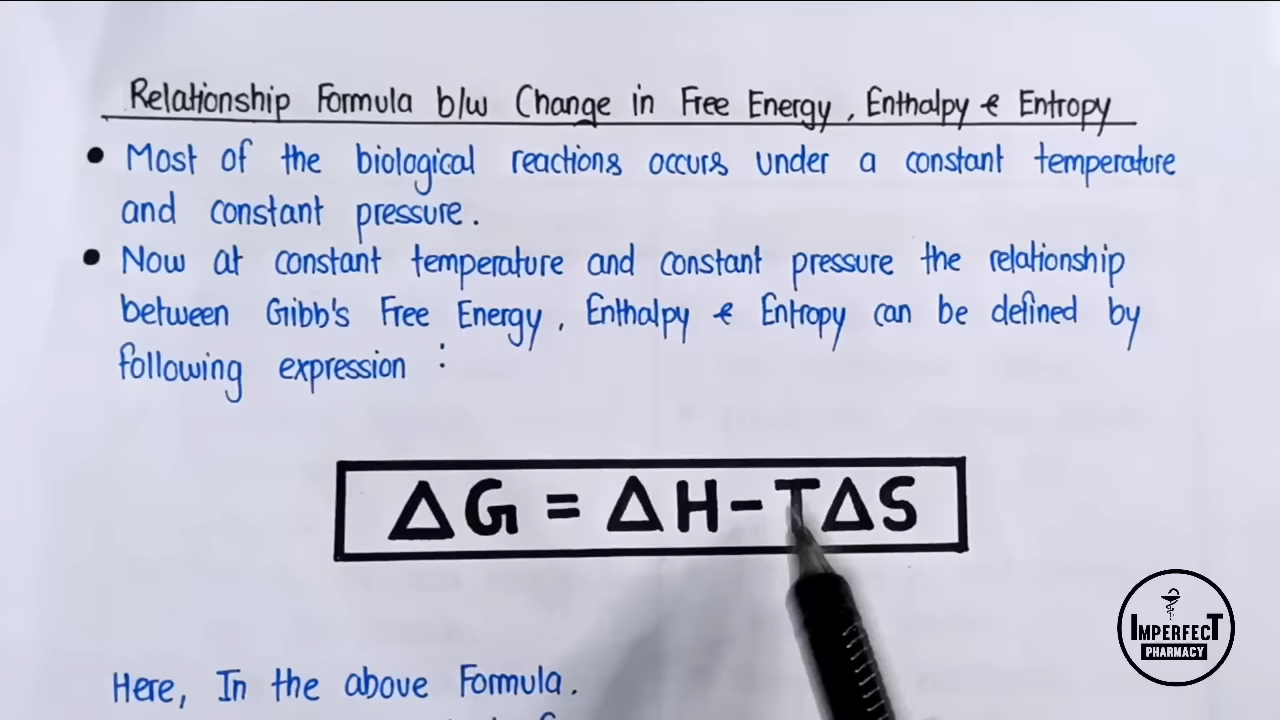 Relationship Formula b/w Change in Free Energy, Enthalpy & Entropy
• Most of the biological reactions occurs under a constant temperature
and constant pressure.
• Now at constant temperature and constant pressure the relationship
between Gibb's Free Energy, Enthalpy & Entropy can be defined by
following expression :
ΔG = ΔH-TΔS
Here, In the above Formula.
IMPERFECT
PHARMACY